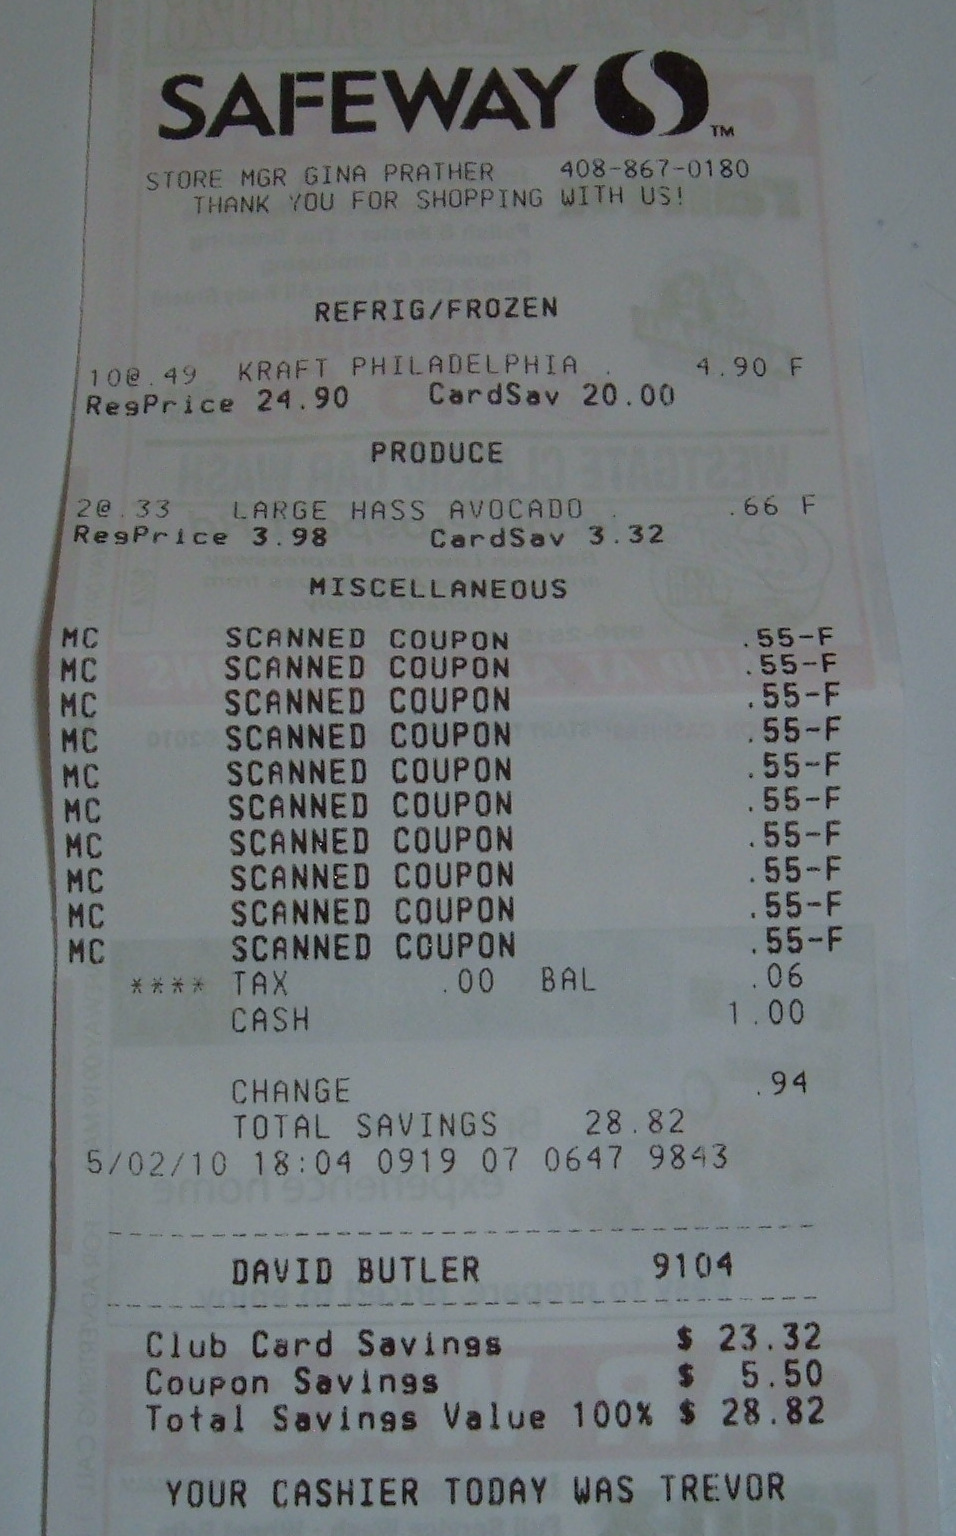 SAFEWAY TM
STORE MGR GINA PRATHER 408-867-0180
THANK YOU FOR SHOPPING WITH US!
REFRIG/FROZEN
10@.49 KRAFT PHILADELPHIA . 4.90 F
RegPrice 24.90 CardSav 20.00
PRODUCE
2@.33 LARGE HASS AVOCADO . .66 F
RegPrice 3.98 CardSav 3.32
MISCELLANEOUS
MC SCANNED COUPON .55-F
MC SCANNED COUPON .55-F
MC SCANNED COUPON .55-F
MC SCANNED COUPON .55-F
MC SCANNED COUPON .55-F
MC SCANNED COUPON .55-F
MC SCANNED COUPON .55-F
MC SCANNED COUPON .55-F
MC SCANNED COUPON .55-F
MC SCANNED COUPON .55-F
**** TAX .00 BAL .06
CASH 1.00
CHANGE .94
TOTAL SAVINGS 28.82
5/02/10 18:04 0919 07 0647 9843
DAVID BUTLER 9104
Club Card Savings $ 23.32
Coupon Savings $ 5.50
Total Savings Value 100% $ 28.82
YOUR CASHIER TODAY WAS TREVOR